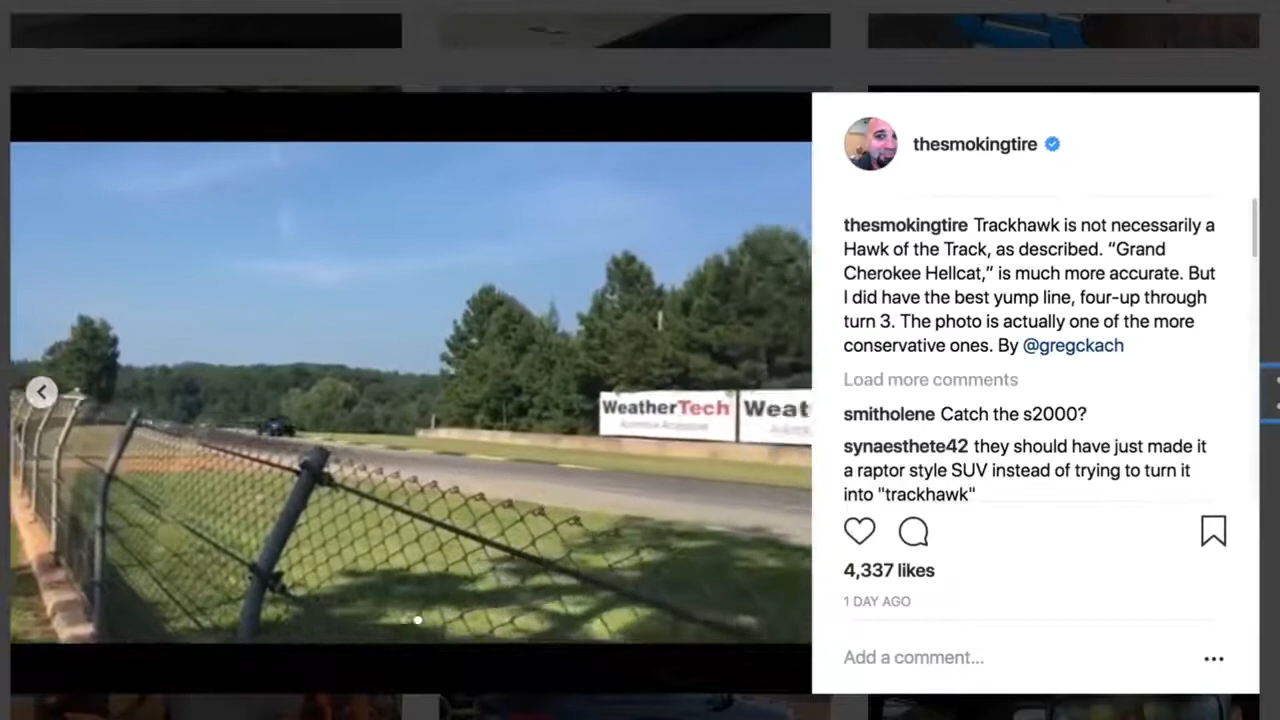 thesmokingtire
thesmokingtire Trackhawk is not necessarily a
Hawk of the Track, as described. “Grand
Cherokee Hellcat,” is much more accurate. But
I did have the best yump line, four-up through
turn 3. The photo is actually one of the more
conservative ones. By @gregckach
Load more comments
smitholene Catch the s2000?
synaesthete42 they should have just made it
a raptor style SUV instead of trying to turn it
into "trackhawk"
4,337 likes
1 DAY AGO
Add a comment...
WeatherTech
Weat